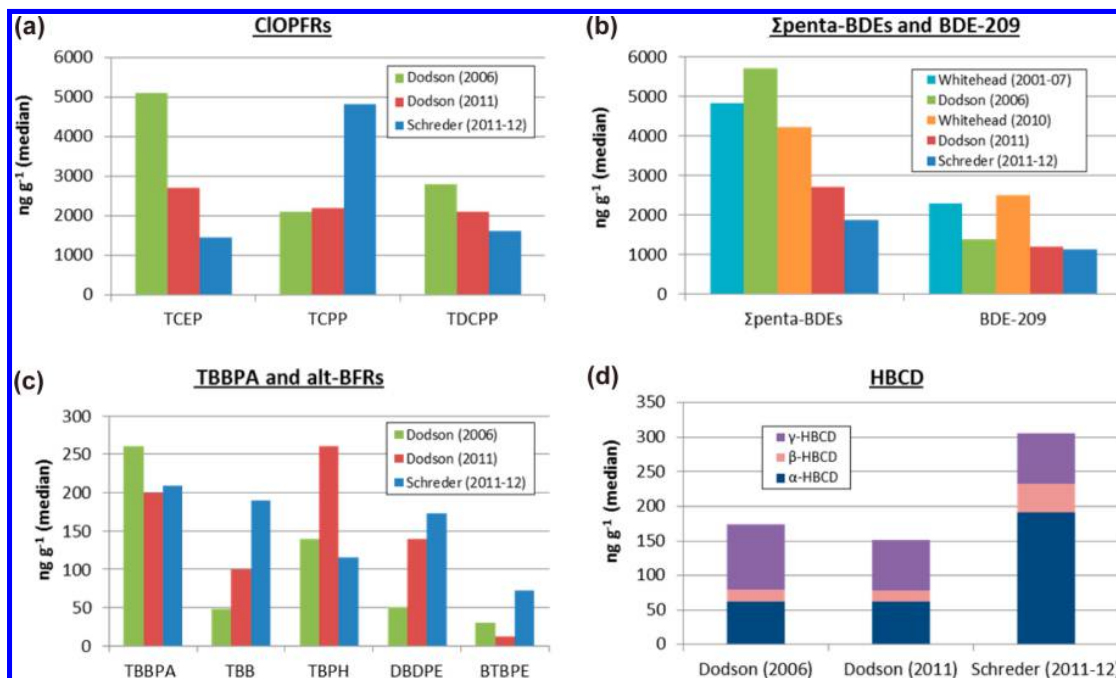 (a)
ClOPFRs
ng g-1 (median)
6000
5000
4000
3000
2000
1000
0
Dodson (2006)
Dodson (2011)
Schreder (2011-12)
TCEP TCPP TDCPP
(b)
Σpenta-BDEs and BDE-209
ng g-1 (median)
6000
5000
4000
3000
2000
1000
0
Whitehead (2001-07)
Dodson (2006)
Whitehead (2010)
Dodson (2011)
Schreder (2011-12)
Σpenta-BDEs BDE-209
(c)
TBBPA and alt-BFRs
ng g-1 (median)
300
250
200
150
100
50
0
Dodson (2006)
Dodson (2011)
Schreder (2011-12)
TBBPA TBB TBPH DBDPE BTBPE
(d)
HBCD
ng g-1 (median)
350
300
250
200
150
100
50
0
γ-HBCD
β-HBCD
α-HBCD
Dodson (2006) Dodson (2011) Schreder (2011-12)